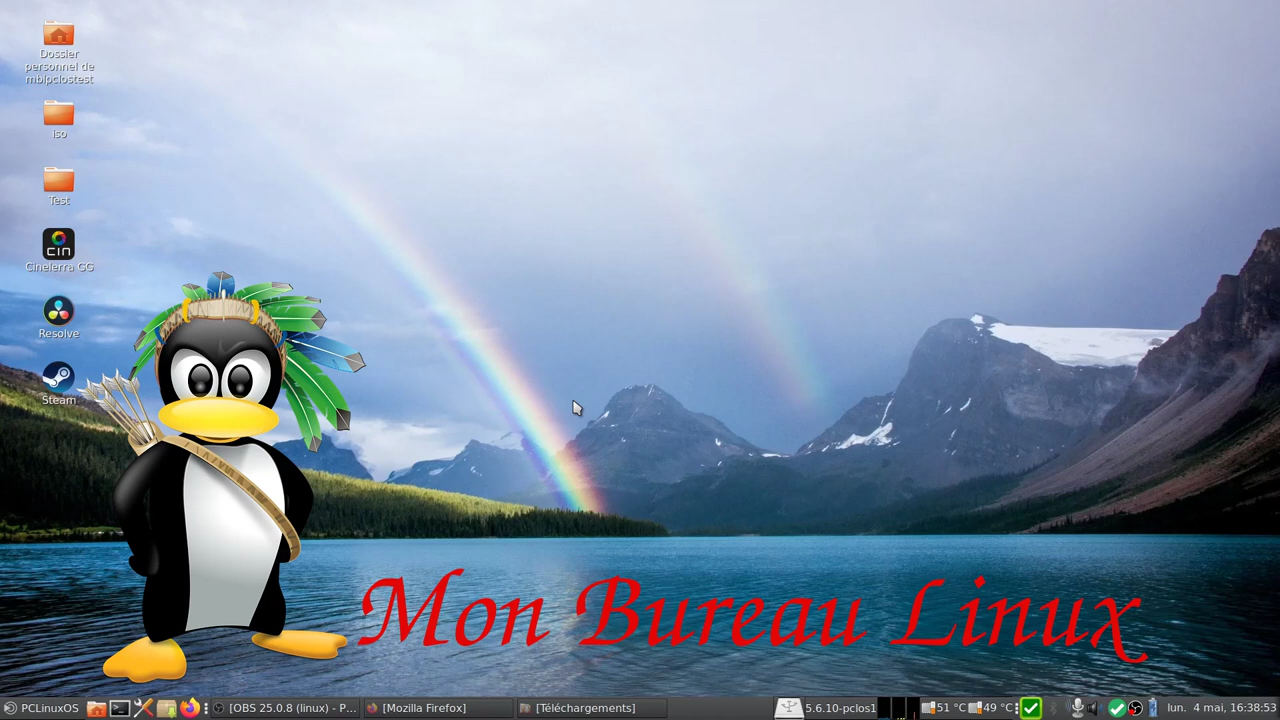 Dossier
personnel de
mblpclostest
iso
Test
CIN
Cinelerra GG
Resolve
Steam
Mon Bureau Linux
PCLinuxOS
[OBS 25.0.8 (linux) - P...
[Mozilla Firefox]
[Téléchargements]
5.6.10-pclos1
51 °C
49 °C
lun. 4 mai, 16:38:53